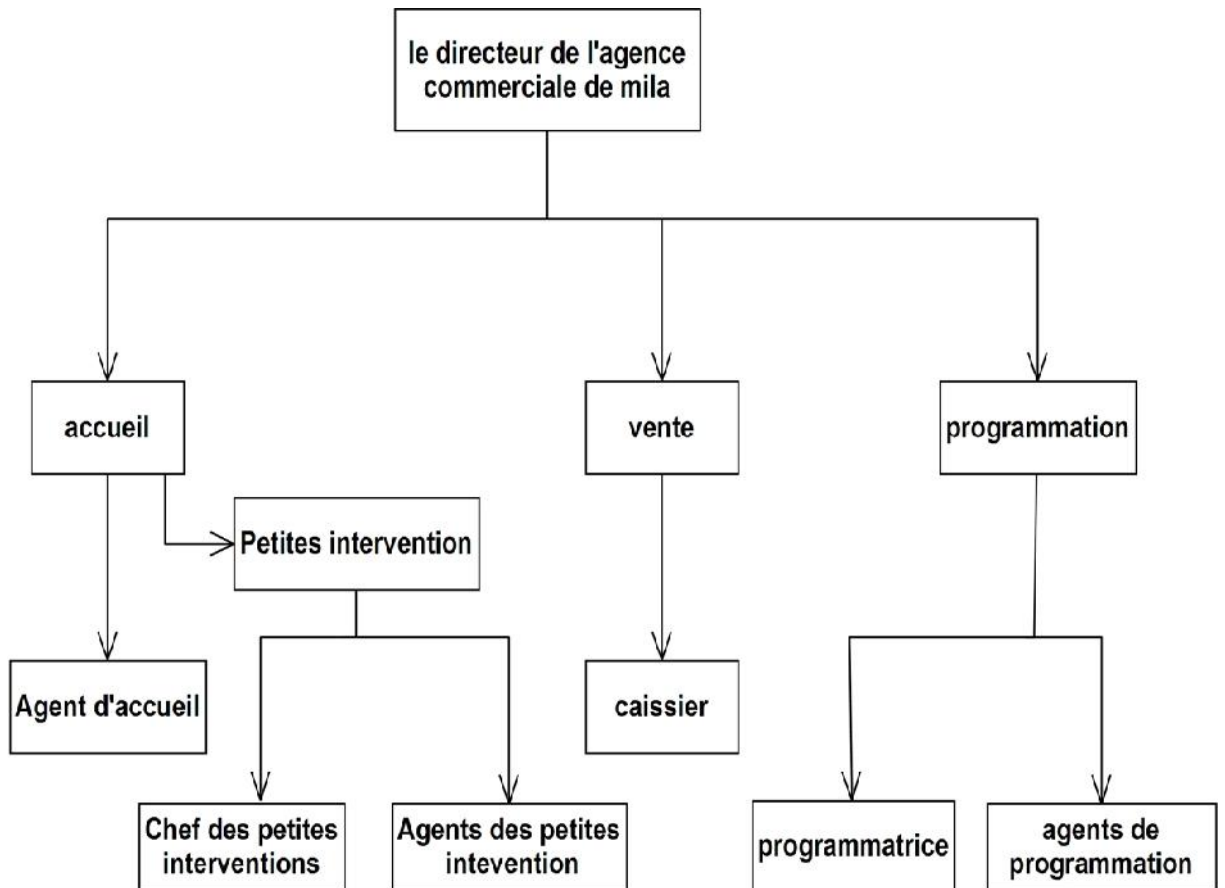 le directeur de l'agence
commerciale de mila
accueil
vente
programmation
Petites intervention
Agent d'accueil
caissier
Chef des petites
interventions
Agents des petites
intevention
programmatrice
agents de
programmation